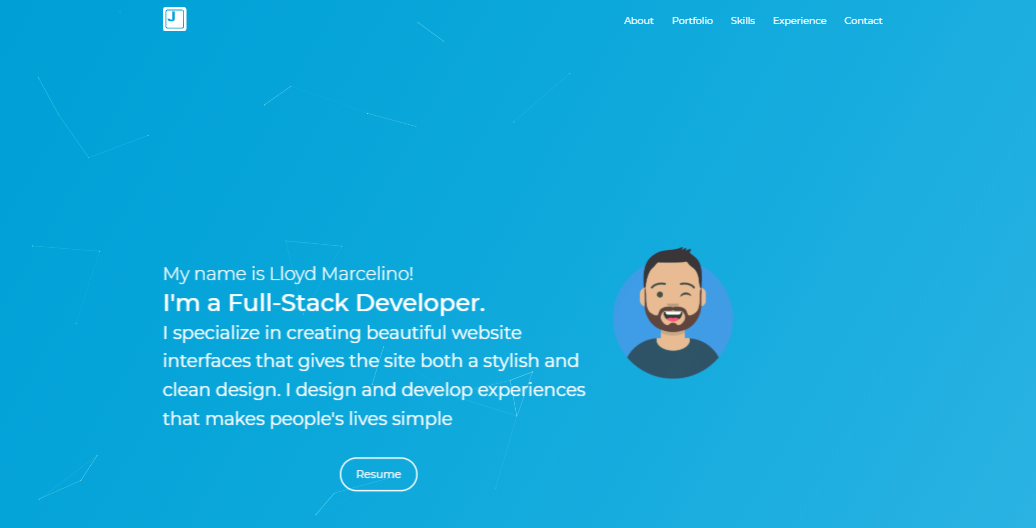 J
About Portfolio Skills Experience Contact
My name is Lloyd Marcelino!
I'm a Full-Stack Developer.
I specialize in creating beautiful website
interfaces that gives the site both a stylish and
clean design. I design and develop experiences
that makes people's lives simple
Resume